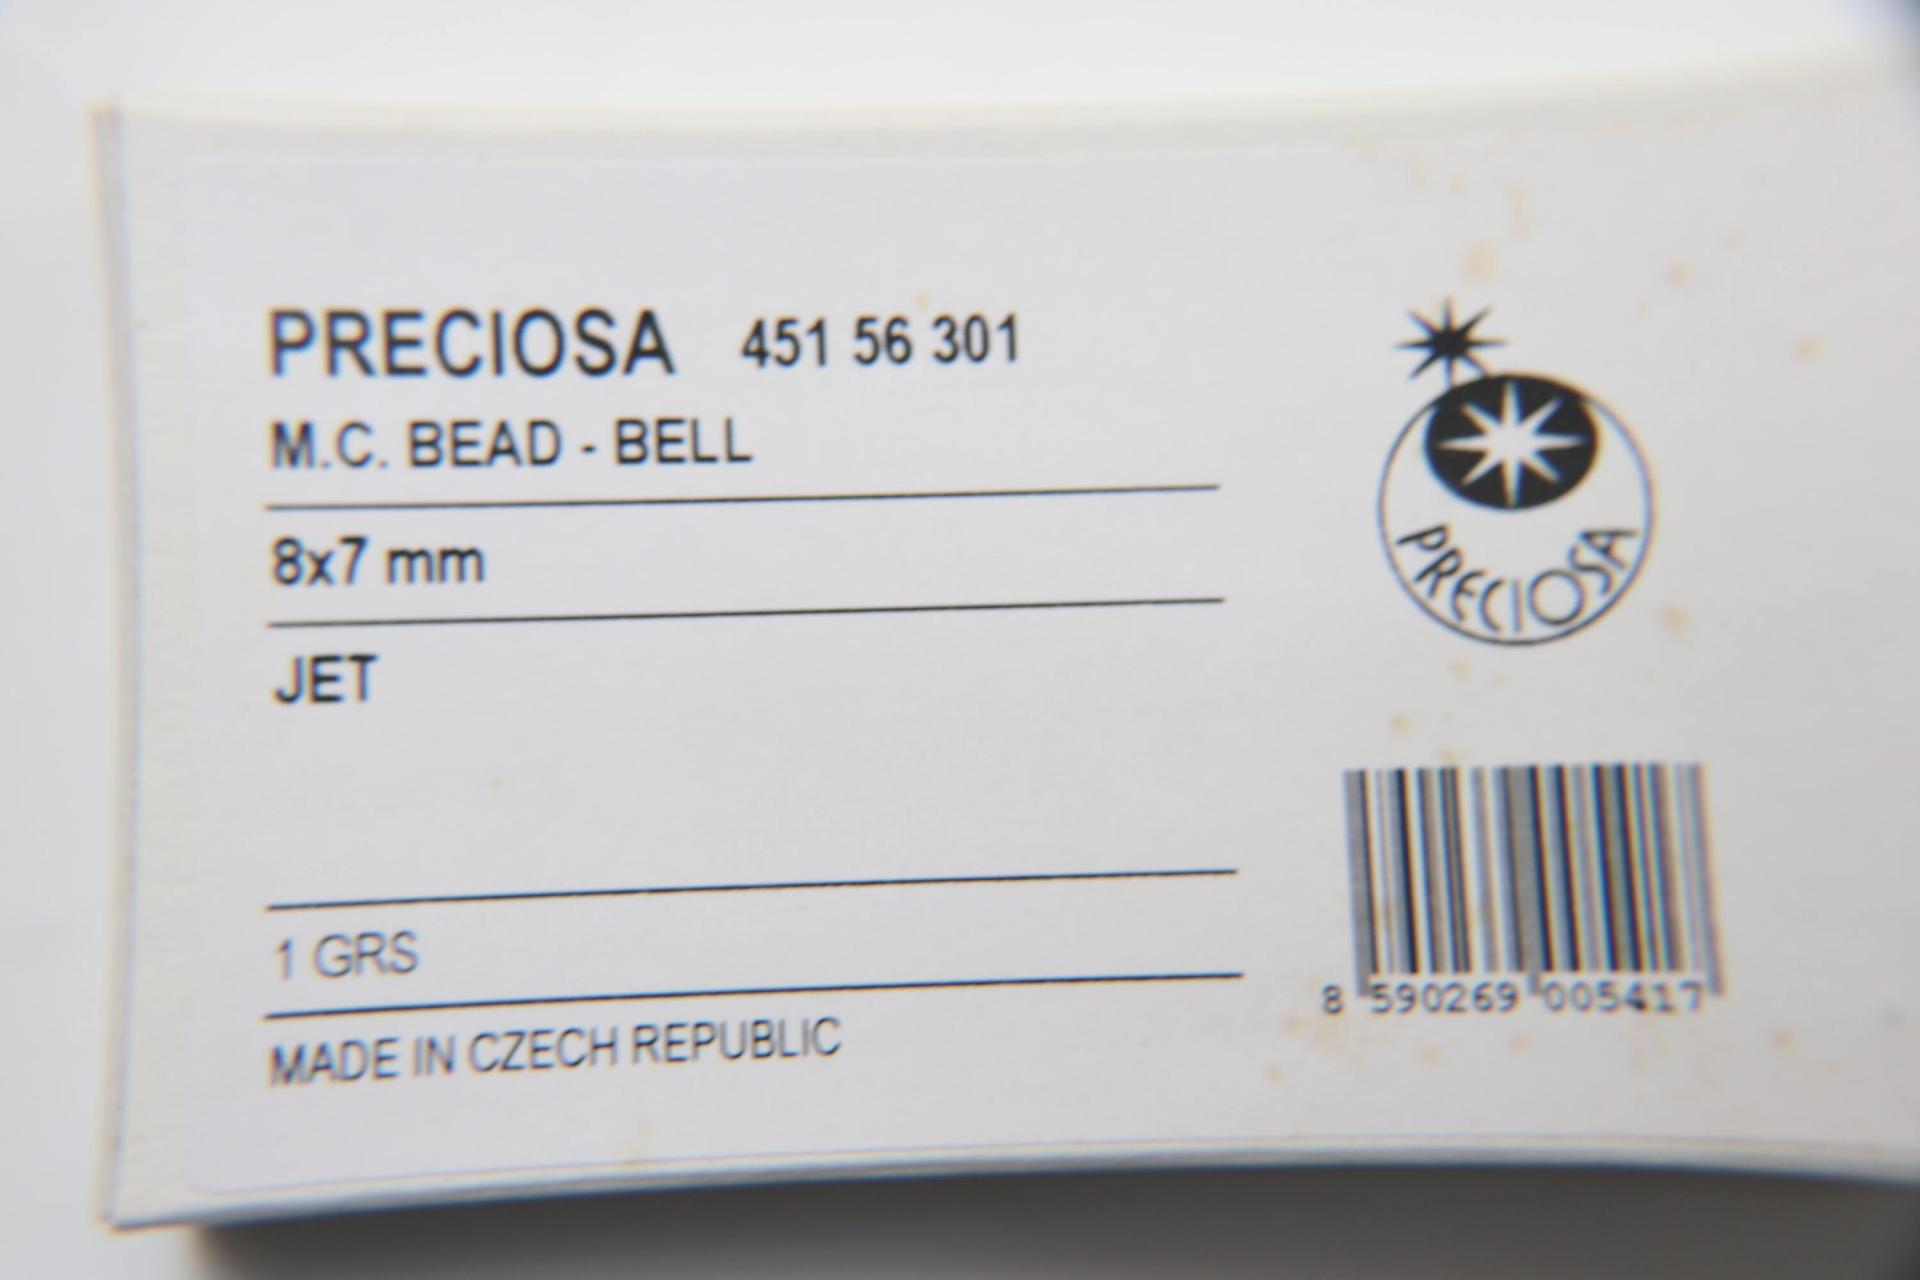 PRECIOSA 451 56 301
M.C. BEAD - BELL
8x7 mm
JET
1 GRS
MADE IN CZECH REPUBLIC
PRECIOSA
8 590269 005417